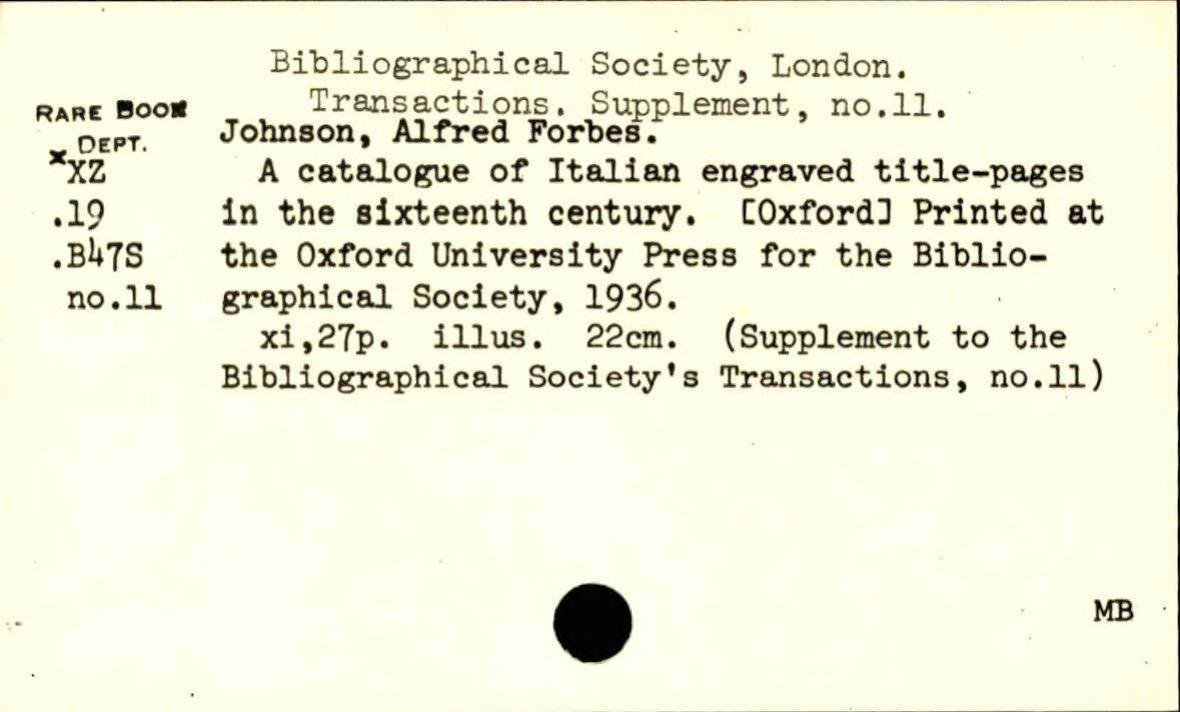 Bibliographical Society, London.
Transactions. Supplement, no.11.
RARE BOOK
DEPT.
Johnson, Alfred Forbes.
xXZ
A catalogue of Italian engraved title-pages
.19
in the sixteenth century. [Oxford] Printed at
.B47S
the Oxford University Press for the Biblio-
no.11
graphical Society, 1936.
xi,27p. illus. 22cm. (Supplement to the
Bibliographical Society's Transactions, no.11)
MB